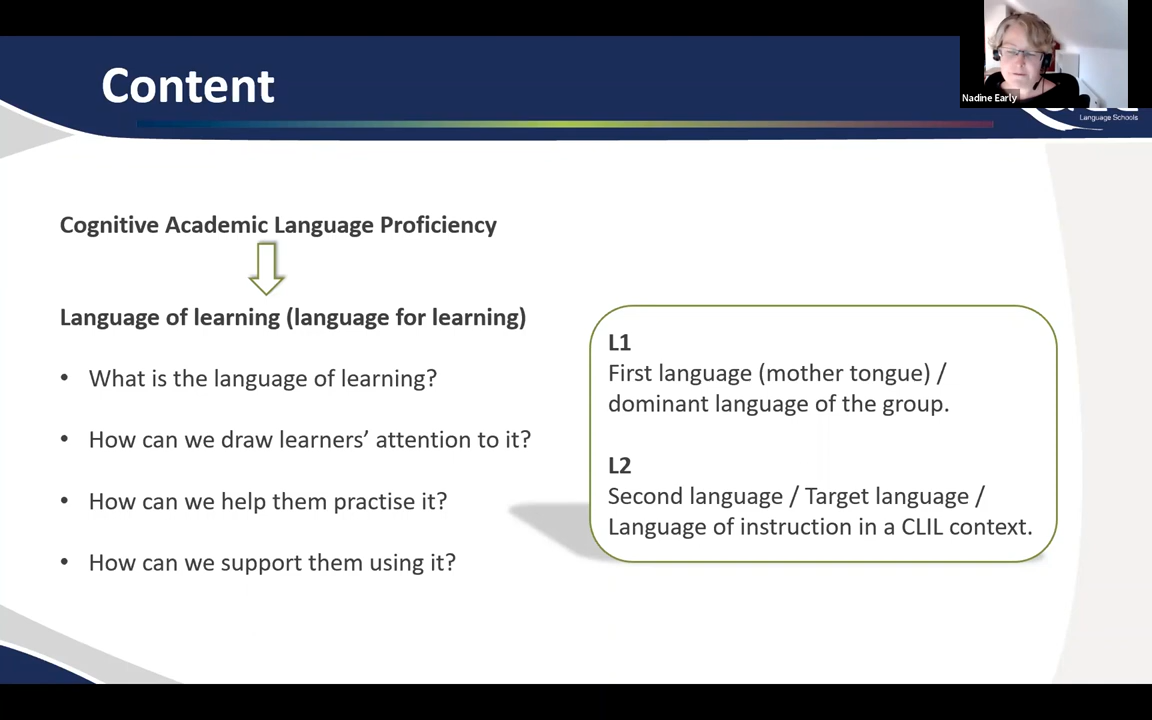 Content
Nadine Early
Language Schools
Cognitive Academic Language Proficiency
Language of learning (language for learning)
• What is the language of learning?
• How can we draw learners' attention to it?
• How can we help them practise it?
• How can we support them using it?
L1
First language (mother tongue) /
dominant language of the group.
L2
Second language / Target language /
Language of instruction in a CLIL context.